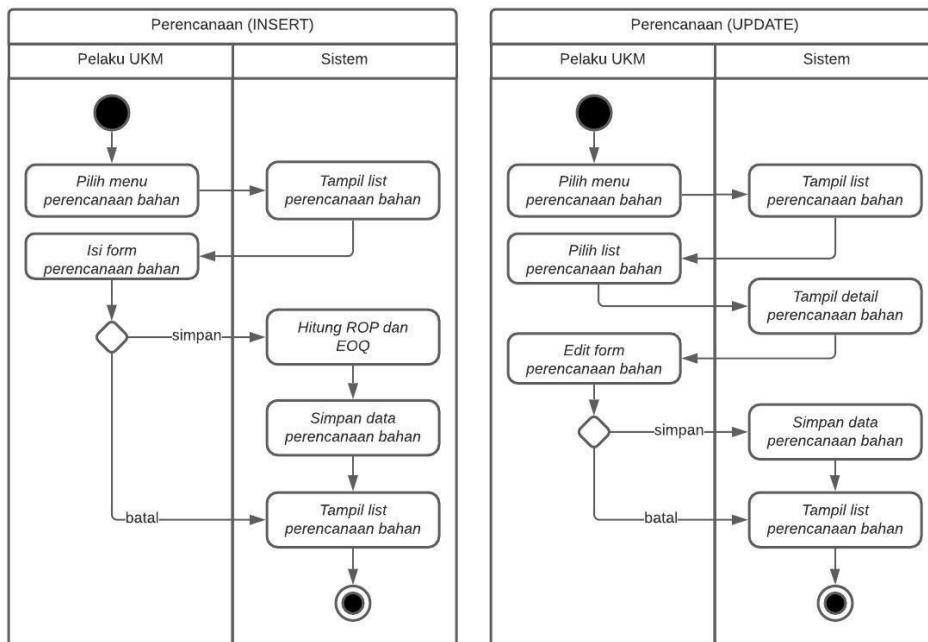 Perencanaan (INSERT)
Pelaku UKM
Sistem
Pilih menu
perencanaan bahan
Tampil list
perencanaan bahan
Isi form
perencanaan bahan
simpan
Hitung ROP dan
EOQ
Simpan data
perencanaan bahan
batal
Tampil list
perencanaan bahan
Perencanaan (UPDATE)
Pelaku UKM
Sistem
Pilih menu
perencanaan bahan
Tampil list
perencanaan bahan
Pilih list
perencanaan bahan
Tampil detail
perencanaan bahan
Edit form
perencanaan bahan
simpan
Simpan data
perencanaan bahan
batal
Tampil list
perencanaan bahan